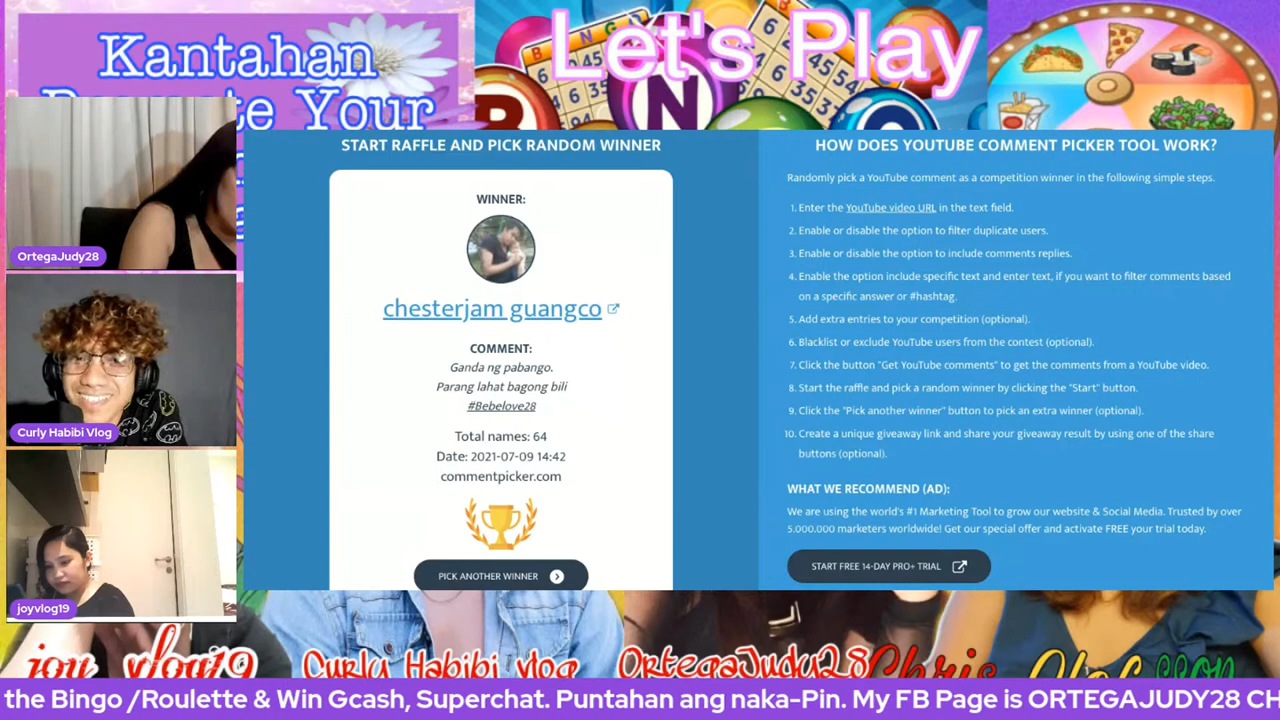 Kantahan
Promote Your
Let's Play
BINGO
N
OrtegaJudy28
Curly Habibi Vlog
joyvlog19
START RAFFLE AND PICK RANDOM WINNER
WINNER:
chesterjam guangco
COMMENT:
Ganda ng pabango.
Parang lahat bagong bili
#Bebelove28
Total names: 64
Date: 2021-07-09 14:42
commentpicker.com
PICK ANOTHER WINNER
HOW DOES YOUTUBE COMMENT PICKER TOOL WORK?
Randomly pick a YouTube comment as a competition winner in the following simple steps.
1. Enter the YouTube video URL in the text field.
2. Enable or disable the option to filter duplicate users.
3. Enable or disable the option to include comments replies.
4. Enable the option include specific text and enter text, if you want to filter comments based
on a specific answer or #hashtag.
5. Add extra entries to your competition (optional).
6. Blacklist or exclude YouTube users from the contest (optional).
7. Click the button "Get YouTube comments" to get the comments from a YouTube video.
8. Start the raffle and pick a random winner by clicking the "Start" button.
9. Click the "Pick another winner" button to pick an extra winner (optional).
10. Create a unique giveaway link and share your giveaway result by using one of the share
buttons (optional).
WHAT WE RECOMMEND (AD):
We are using the world's #1 Marketing Tool to grow our website & Social Media. Trusted by over
5.000.000 marketers worldwide! Get our special offer and activate FREE your trial today.
START FREE 14-DAY PRO+ TRIAL
joy vlog19
Curly Habibi vlog
OrtegaJudy28
Chris
the Bingo /Roulette & Win Gcash, Superchat. Puntahan ang naka-Pin. My FB Page is ORTEGAJUDY28 CH